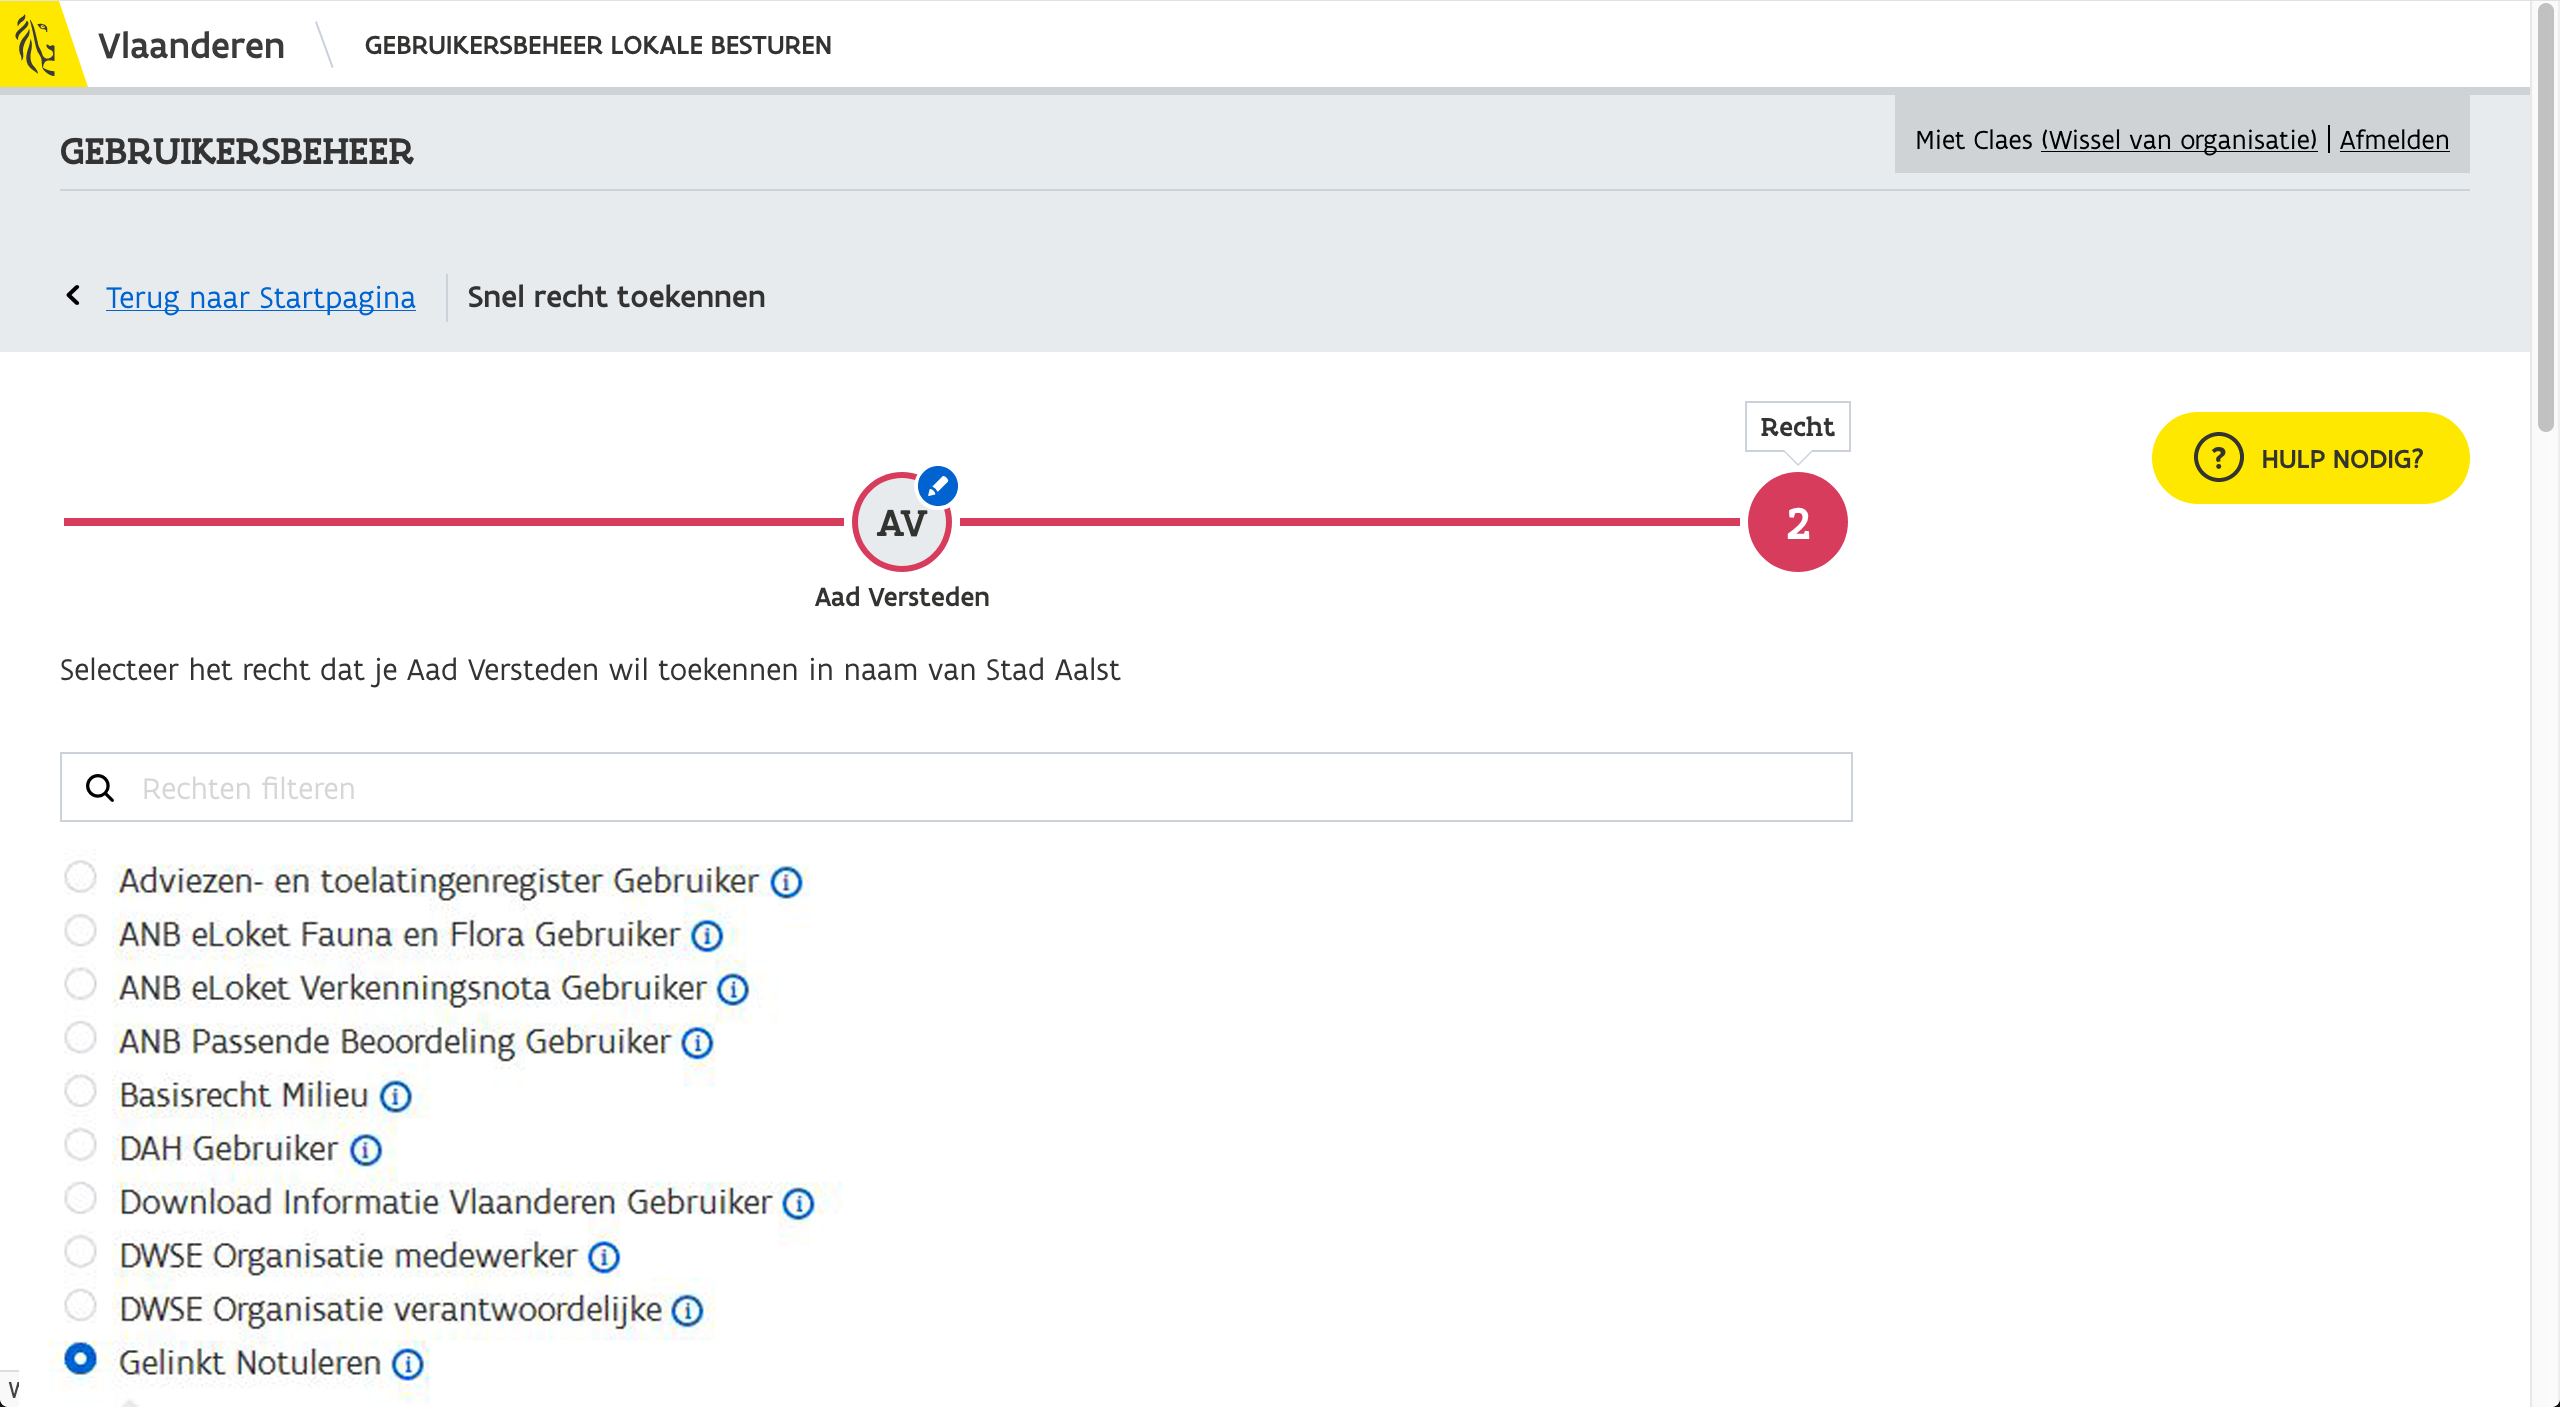 Vlaanderen
GEBRUIKERSBEHEER LOKALE BESTUREN
GEBRUIKERSBEHEER
Miet Claes (Wissel van organisatie) | Afmelden
Terug naar Startpagina
Snel recht toekennen
Recht
HULP NODIG?
AV
2
Aad Versteden
Selecteer het recht dat je Aad Versteden wil toekennen in naam van Stad Aalst
Rechten filteren
Adviezen- en toelatingenregister Gebruiker
ANB eLoket Fauna en Flora Gebruiker
ANB eLoket Verkenningsnota Gebruiker
ANB Passende Beoordeling Gebruiker
Basisrecht Milieu
DAH Gebruiker
Download Informatie Vlaanderen Gebruiker
DWSE Organisatie medewerker
DWSE Organisatie verantwoordelijke
Gelinkt Notuleren